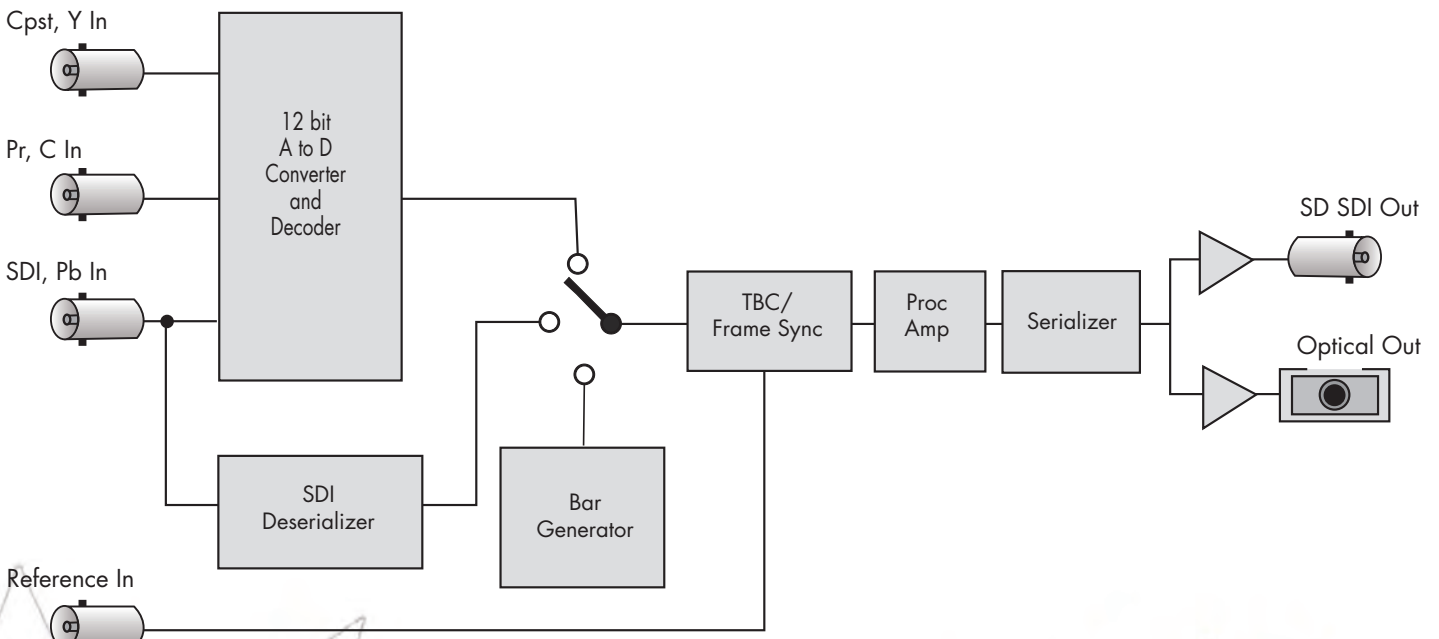 Cpst, Y In
12 bit
A to D
Converter
and
Decoder
Pr, C In
SDI, Pb In
SD SDI Out
TBC/
Frame Sync
Proc
Amp
Serializer
Optical Out
SDI
Deserializer
Bar
Generator
Reference In